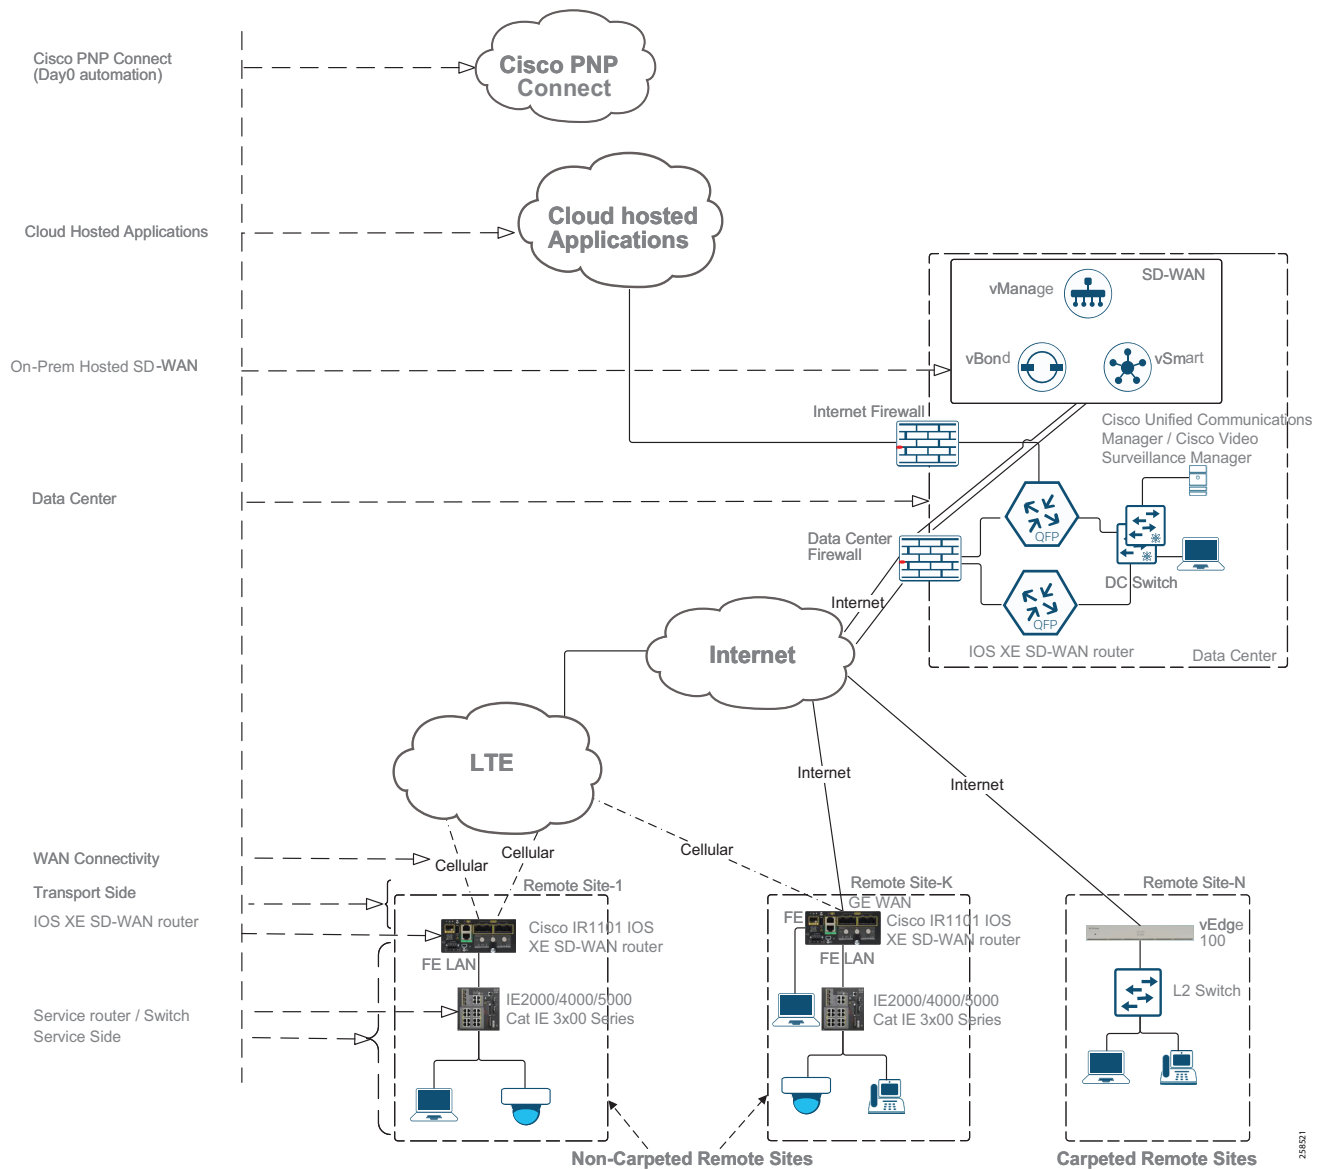 Cisco PNP Connect
(Day0 automation)
Cisco PNP
Connect
Cloud hosted
Applications
Cloud Hosted Applications
SD-WAN
vManage
vBond
vSmart
On-Prem Hosted SD-WAN
Internet Firewall
Cisco Unified Communications
Manager / Cisco Video
Surveillance Manager
Data Center
QFP
Data Center
Firewall
DC Switch
Internet
QFP
IOS XE SD-WAN router
Data Center
Internet
LTE
Internet
Internet
WAN Connectivity
Cellular
Cellular
Cellular
Transport Side
IOS XE SD-WAN router
Remote Site-1
Cisco IR1101 IOS
XE SD-WAN router
FE LAN
IE2000/4000/5000
Cat IE 3x00 Series
Service router / Switch
Service Side
Remote Site-K
GE WAN
FE
Cisco IR1101 IOS
XE SD-WAN router
FE LAN
IE2000/4000/5000
Cat IE 3x00 Series
Remote Site-N
vEdge
100
L2 Switch
Non-Carpeted Remote Sites
Carpeted Remote Sites
258521